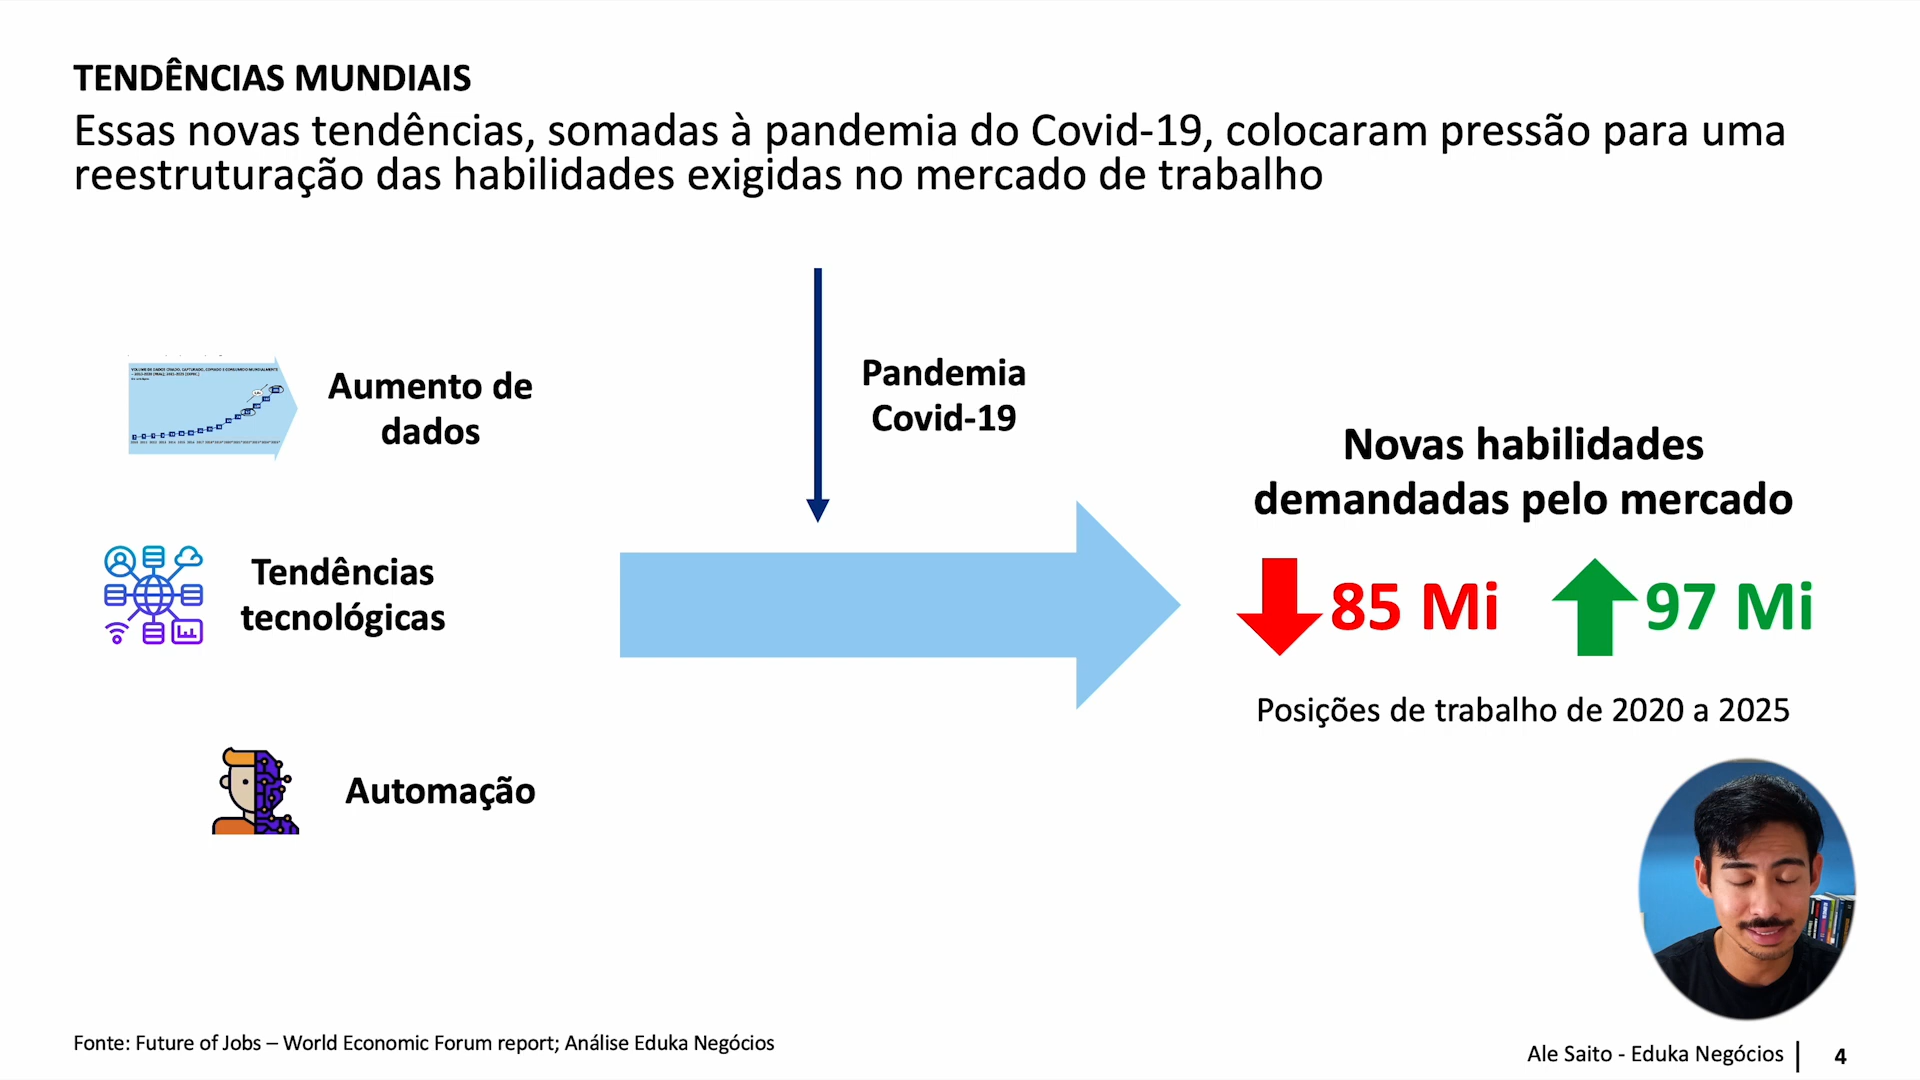 TENDÊNCIAS MUNDIAIS
Essas novas tendências, somadas à pandemia do Covid-19, colocaram pressão para uma
reestruturação das habilidades exigidas no mercado de trabalho
Aumento de
dados
Pandemia
Covid-19
Novas habilidades
demandadas pelo mercado
Tendências
tecnológicas
85 Mi
97 Mi
Posições de trabalho de 2020 a 2025
Automação
Fonte: Future of Jobs – World Economic Forum report; Análise Eduka Negócios
Ale Saito - Eduka Negócios
4